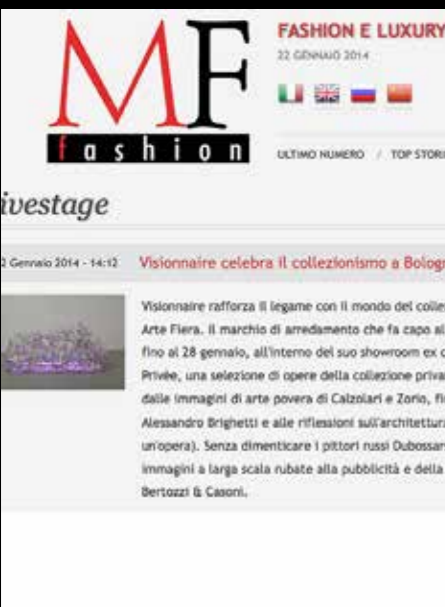 MF
fashion
FASHION E LUXURY
22 GENNAIO 2014
ULTIMO NUMERO / TOP STORI
ivestage
2 Gennaio 2014 - 14:12
Visionnaire celebra il collezionismo a Bologn
Visionnaire rafforza il legame con il mondo del colle
Arte Fiera. Il marchio di arredamento che fa capo al
fino al 28 gennaio, all'interno del suo showroom ex c
Privée, una selezione di opere della collezione priva
dalle immagini di arte povera di Calzolari e Zorio, fi
Alessandro Brighetti e alle riflessioni sull'architettura
un'opera). Senza dimenticare i pittori russi Dubossar
immagini a larga scala rubate alla pubblicità e della
Bertozzi & Casoni.